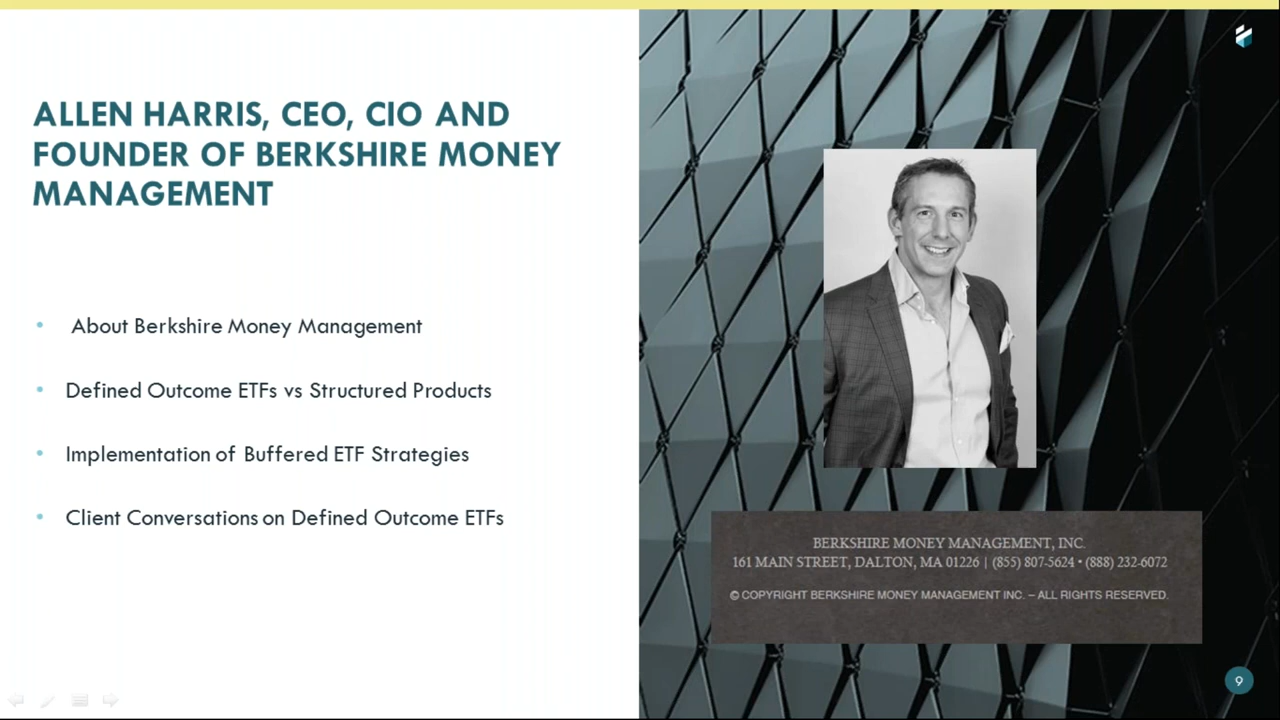 ALLEN HARRIS, CEO, CIO AND
FOUNDER OF BERKSHIRE MONEY
MANAGEMENT
• About Berkshire Money Management
• Defined Outcome ETFs vs Structured Products
• Implementation of Buffered ETF Strategies
• Client Conversations on Defined Outcome ETFs
BERKSHIRE MONEY MANAGEMENT, INC.
161 MAIN STREET, DALTON, MA 01226 | (855) 807-5624 • (888) 232-6072
© COPYRIGHT BERKSHIRE MONEY MANAGEMENT INC. – ALL RIGHTS RESERVED.
9